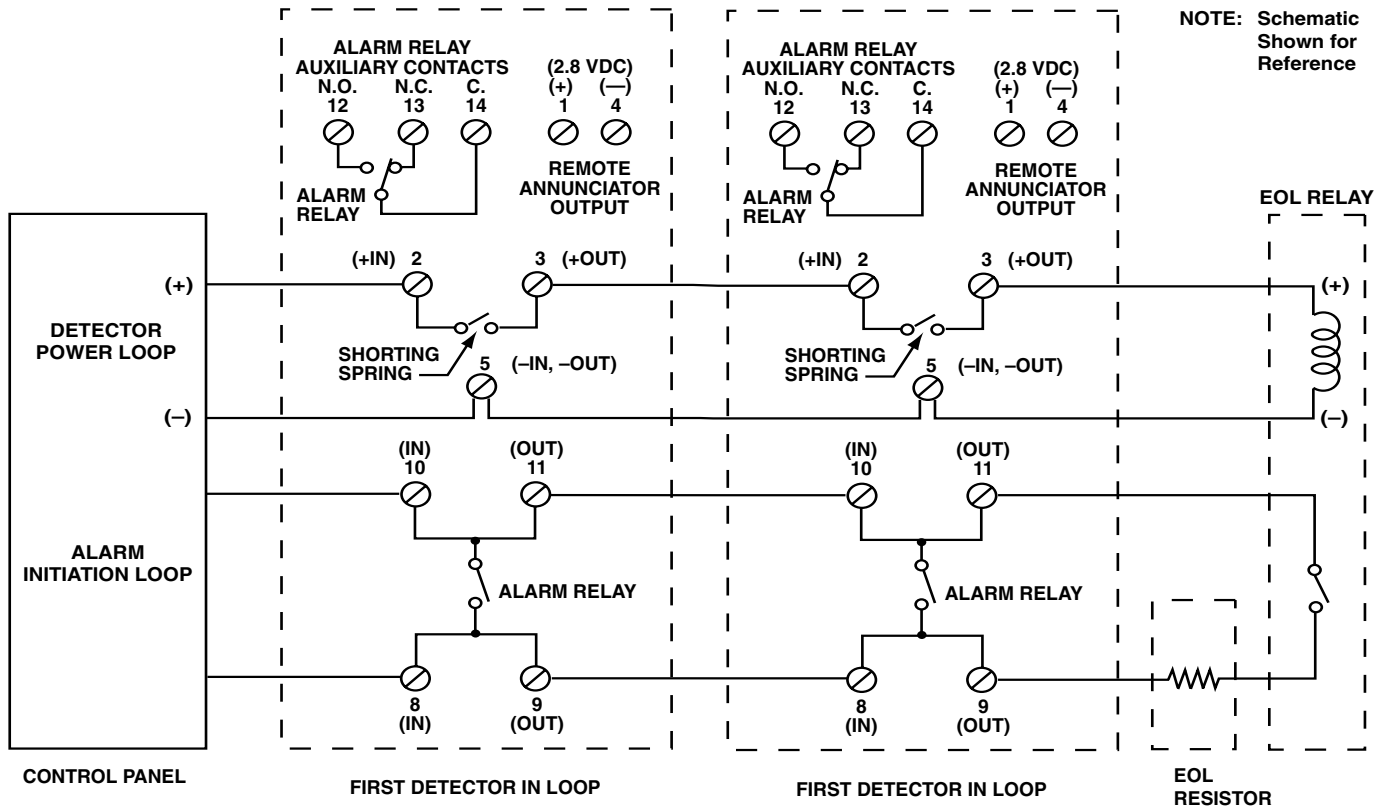 NOTE: Schematic
Shown for
Reference
ALARM RELAY
AUXILIARY CONTACTS
N.O. N.C. C.
12 13 14
(2.8 VDC)
(+) (—)
1 4
ALARM
RELAY
REMOTE
ANNUNCIATOR
OUTPUT
ALARM RELAY
AUXILIARY CONTACTS
N.O. N.C. C.
12 13 14
(2.8 VDC)
(+) (—)
1 4
ALARM
RELAY
REMOTE
ANNUNCIATOR
OUTPUT
EOL RELAY
(+)
DETECTOR
POWER LOOP
(–)
ALARM
INITIATION LOOP
(+IN) 2 3 (+OUT)
SHORTING
SPRING
5 (–IN, –OUT)
(IN) (OUT)
10 11
ALARM RELAY
8 9
(IN) (OUT)
(+IN) 2 3 (+OUT)
SHORTING
SPRING
5 (–IN, –OUT)
(IN) (OUT)
10 11
ALARM RELAY
8 9
(IN) (OUT)
(+)
(–)
CONTROL PANEL
FIRST DETECTOR IN LOOP
FIRST DETECTOR IN LOOP
EOL
RESISTOR